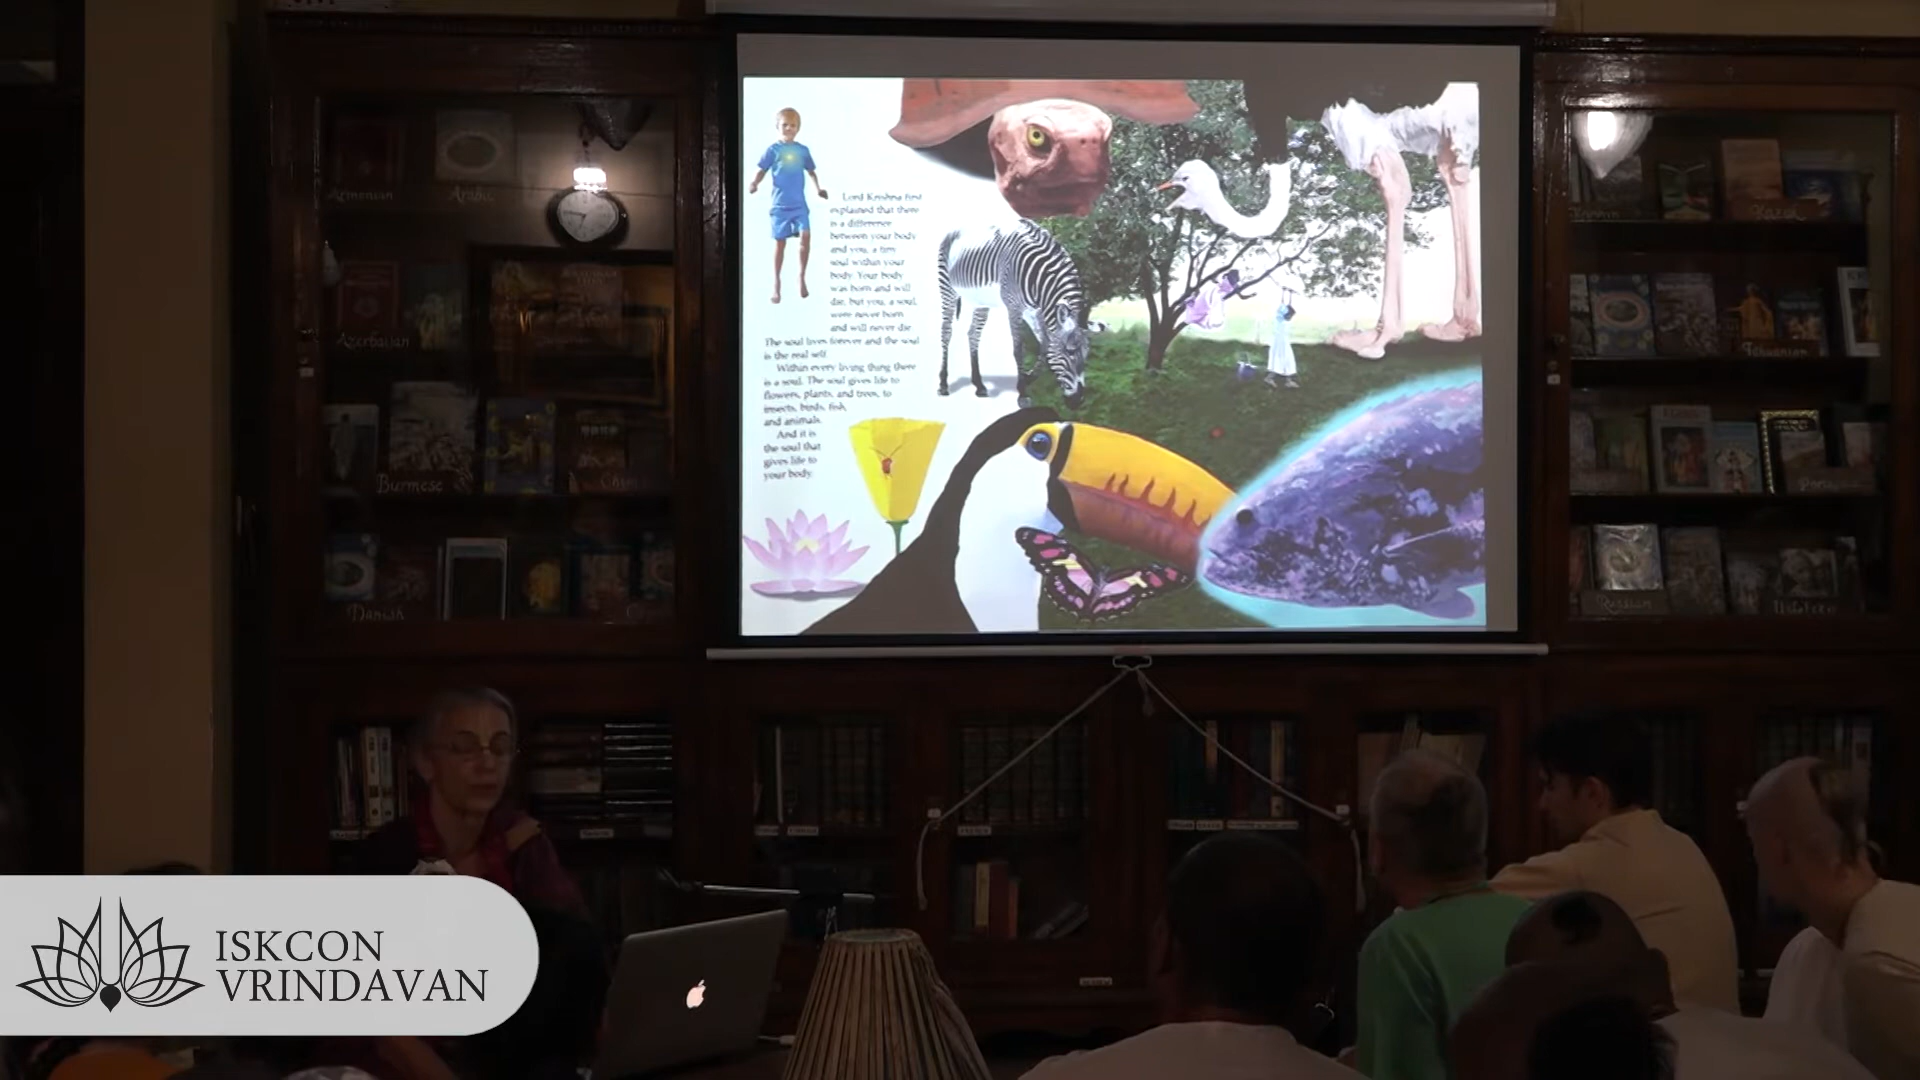 Lord Krishna first
explained that there
is a difference
between your body
and you, a tiny
soul within your
body. Your body
was born and will
die, but you, a soul,
were never born
and will never die.
The soul lives forever and the soul
is the real self.
Within every living thing there
is a soul. The soul gives life to
flowers, plants, and trees, to
insects, birds, fish,
and animals.
And it is
the soul that
gives life to
your body.
Armenian
Arabic
Azerbaijan
Burmese
Danish
Russian
ISKCON
VRINDAVAN